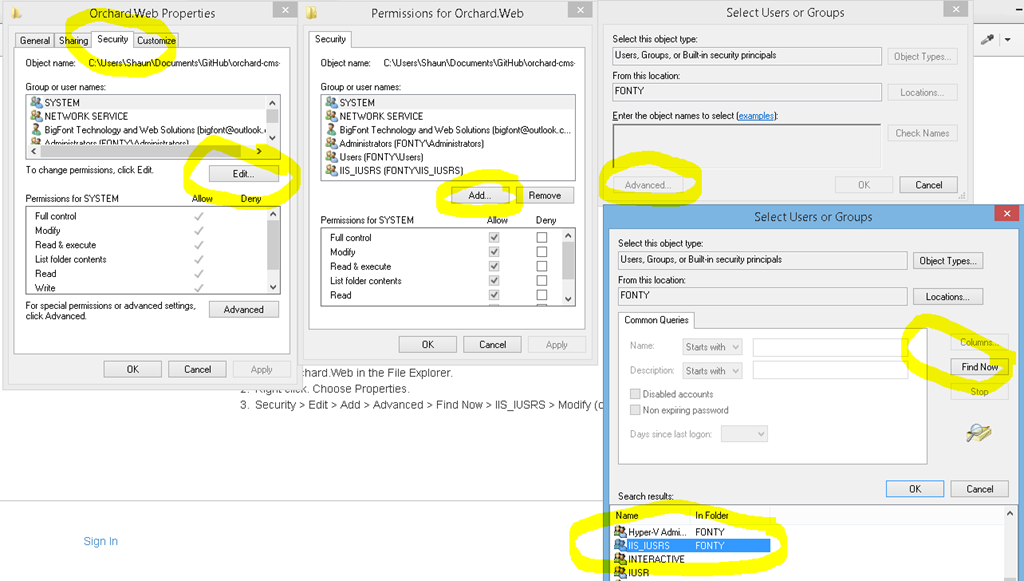 Orchard.Web Properties
General Sharing Security Customize
Object name: C:\Users\Shaun\Documents\GitHub\orchard-cms-
Group or user names:
SYSTEM
NETWORK SERVICE
BigFont Technology and Web Solutions (bigfont@outlook.
Administrators (FONTY\Administrators)
To change permissions, click Edit.
Edit...
Permissions for SYSTEM Allow Deny
Full control
Modify
Read & execute
List folder contents
Read
Write
For special permissions or advanced settings,
click Advanced.
Advanced
OK Cancel Apply
Permissions for Orchard.Web
Security
Object name: C:\Users\Shaun\Documents\GitHub\orchard-cms-
Group or user names:
SYSTEM
NETWORK SERVICE
BigFont Technology and Web Solutions (bigfont@outlook.c...
Administrators (FONTY\Administrators)
Users (FONTY\Users)
IIS_IUSRS (FONTY\IIS_IUSRS)
Add... Remove
Permissions for SYSTEM Allow Deny
Full control
Modify
Read & execute
List folder contents
Read
OK Cancel Apply
Select Users or Groups
Select this object type:
Users, Groups, or Built-in security principals Object Types...
From this location:
FONTY Locations...
Enter the object names to select (examples):
Check Names
Advanced... OK Cancel
Select Users or Groups
Select this object type:
Users, Groups, or Built-in security principals Object Types...
From this location:
FONTY Locations...
Common Queries
Name: Starts with
Description: Starts with
Disabled accounts
Non expiring password
Days since last logon:
Columns...
Find Now
Stop
OK Cancel
Search results:
Name In Folder
Hyper-V Admi... FONTY
IIS_IUSRS FONTY
INTERACTIVE
IUSR
hard.Web in the File Explorer.
2. Right click. Choose Properties.
3. Security > Edit > Add > Advanced > Find Now > IIS_IUSRS > Modify (o
Sign In